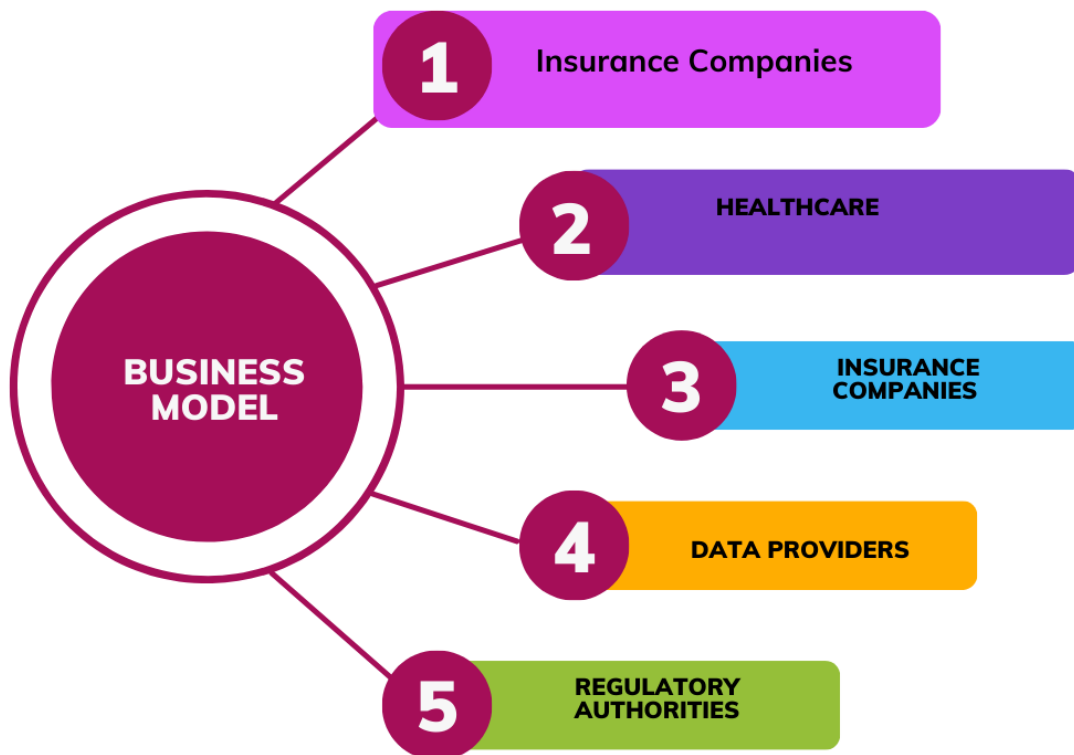 1
Insurance Companies
2
HEALTHCARE
BUSINESS
MODEL
3
INSURANCE
COMPANIES
4
DATA PROVIDERS
5
REGULATORY
AUTHORITIES